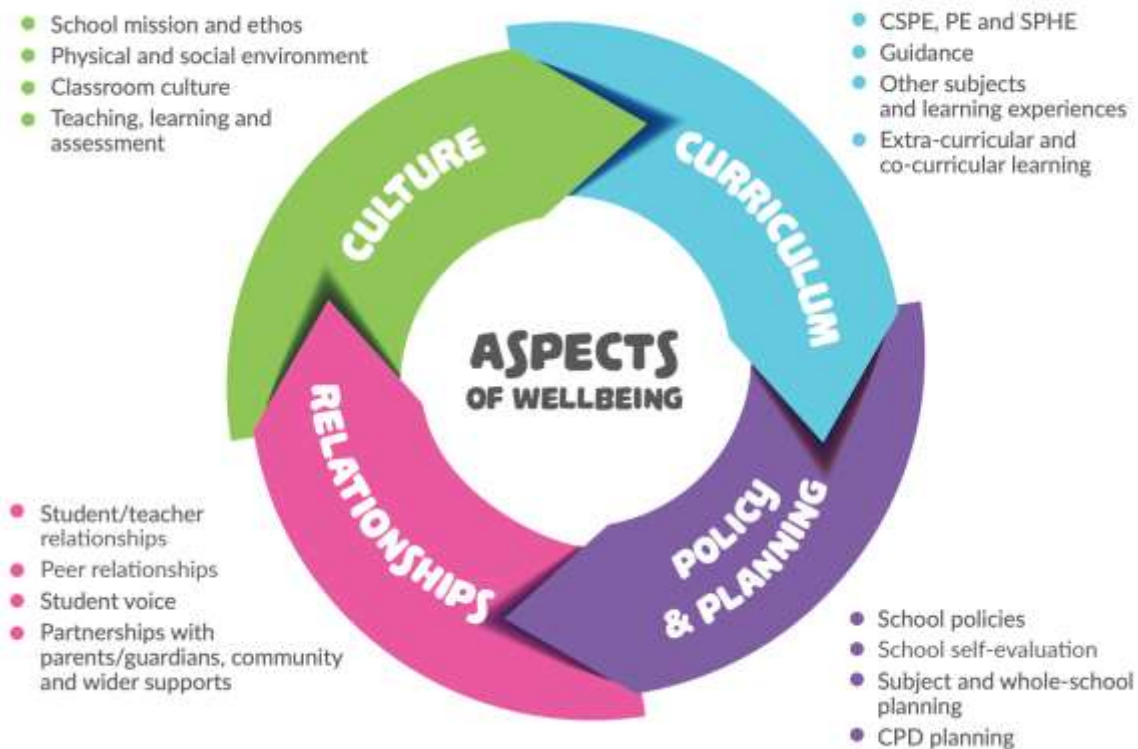 School mission and ethos
Physical and social environment
Classroom culture
Teaching, learning and
assessment
CSPE, PE and SPHE
Guidance
Other subjects
and learning experiences
Extra-curricular and
co-curricular learning
CULTURE
CURRICULUM
ASPECTS
OF WELLBEING
RELATIONSHIPS
POLICY
& PLANNING
Student/teacher
relationships
Peer relationships
Student voice
Partnerships with
parents/guardians, community
and wider supports
School policies
School self-evaluation
Subject and whole-school
planning
CPD planning